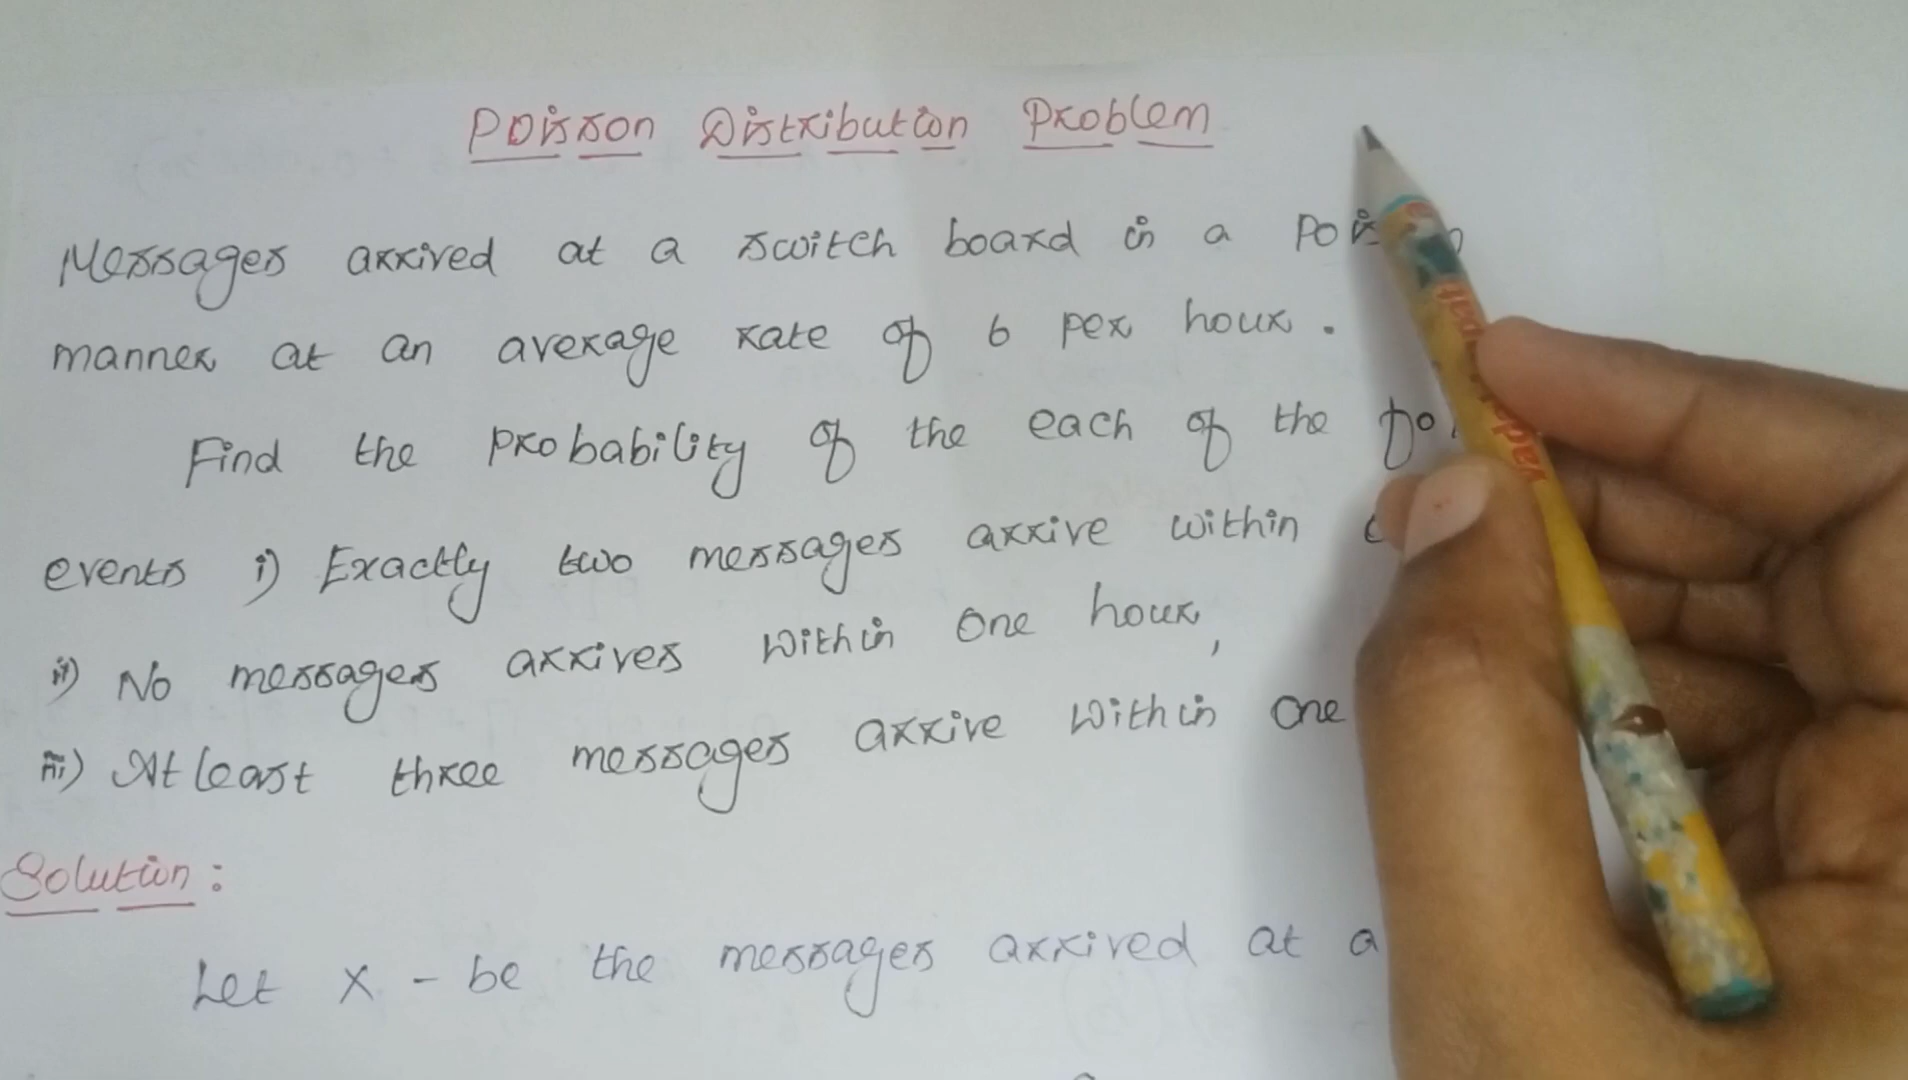 Poisson Distribution Problem
Messages arrived at a switch board in a
manner at an average rate of 6 per hour.
Find the probability of the each of the
events i) Exactly two messages arrive within
ii) No messages arrives within one hour,
iii) At least three messages arrive within one
Solution:
Let X - be the messages arrived at a